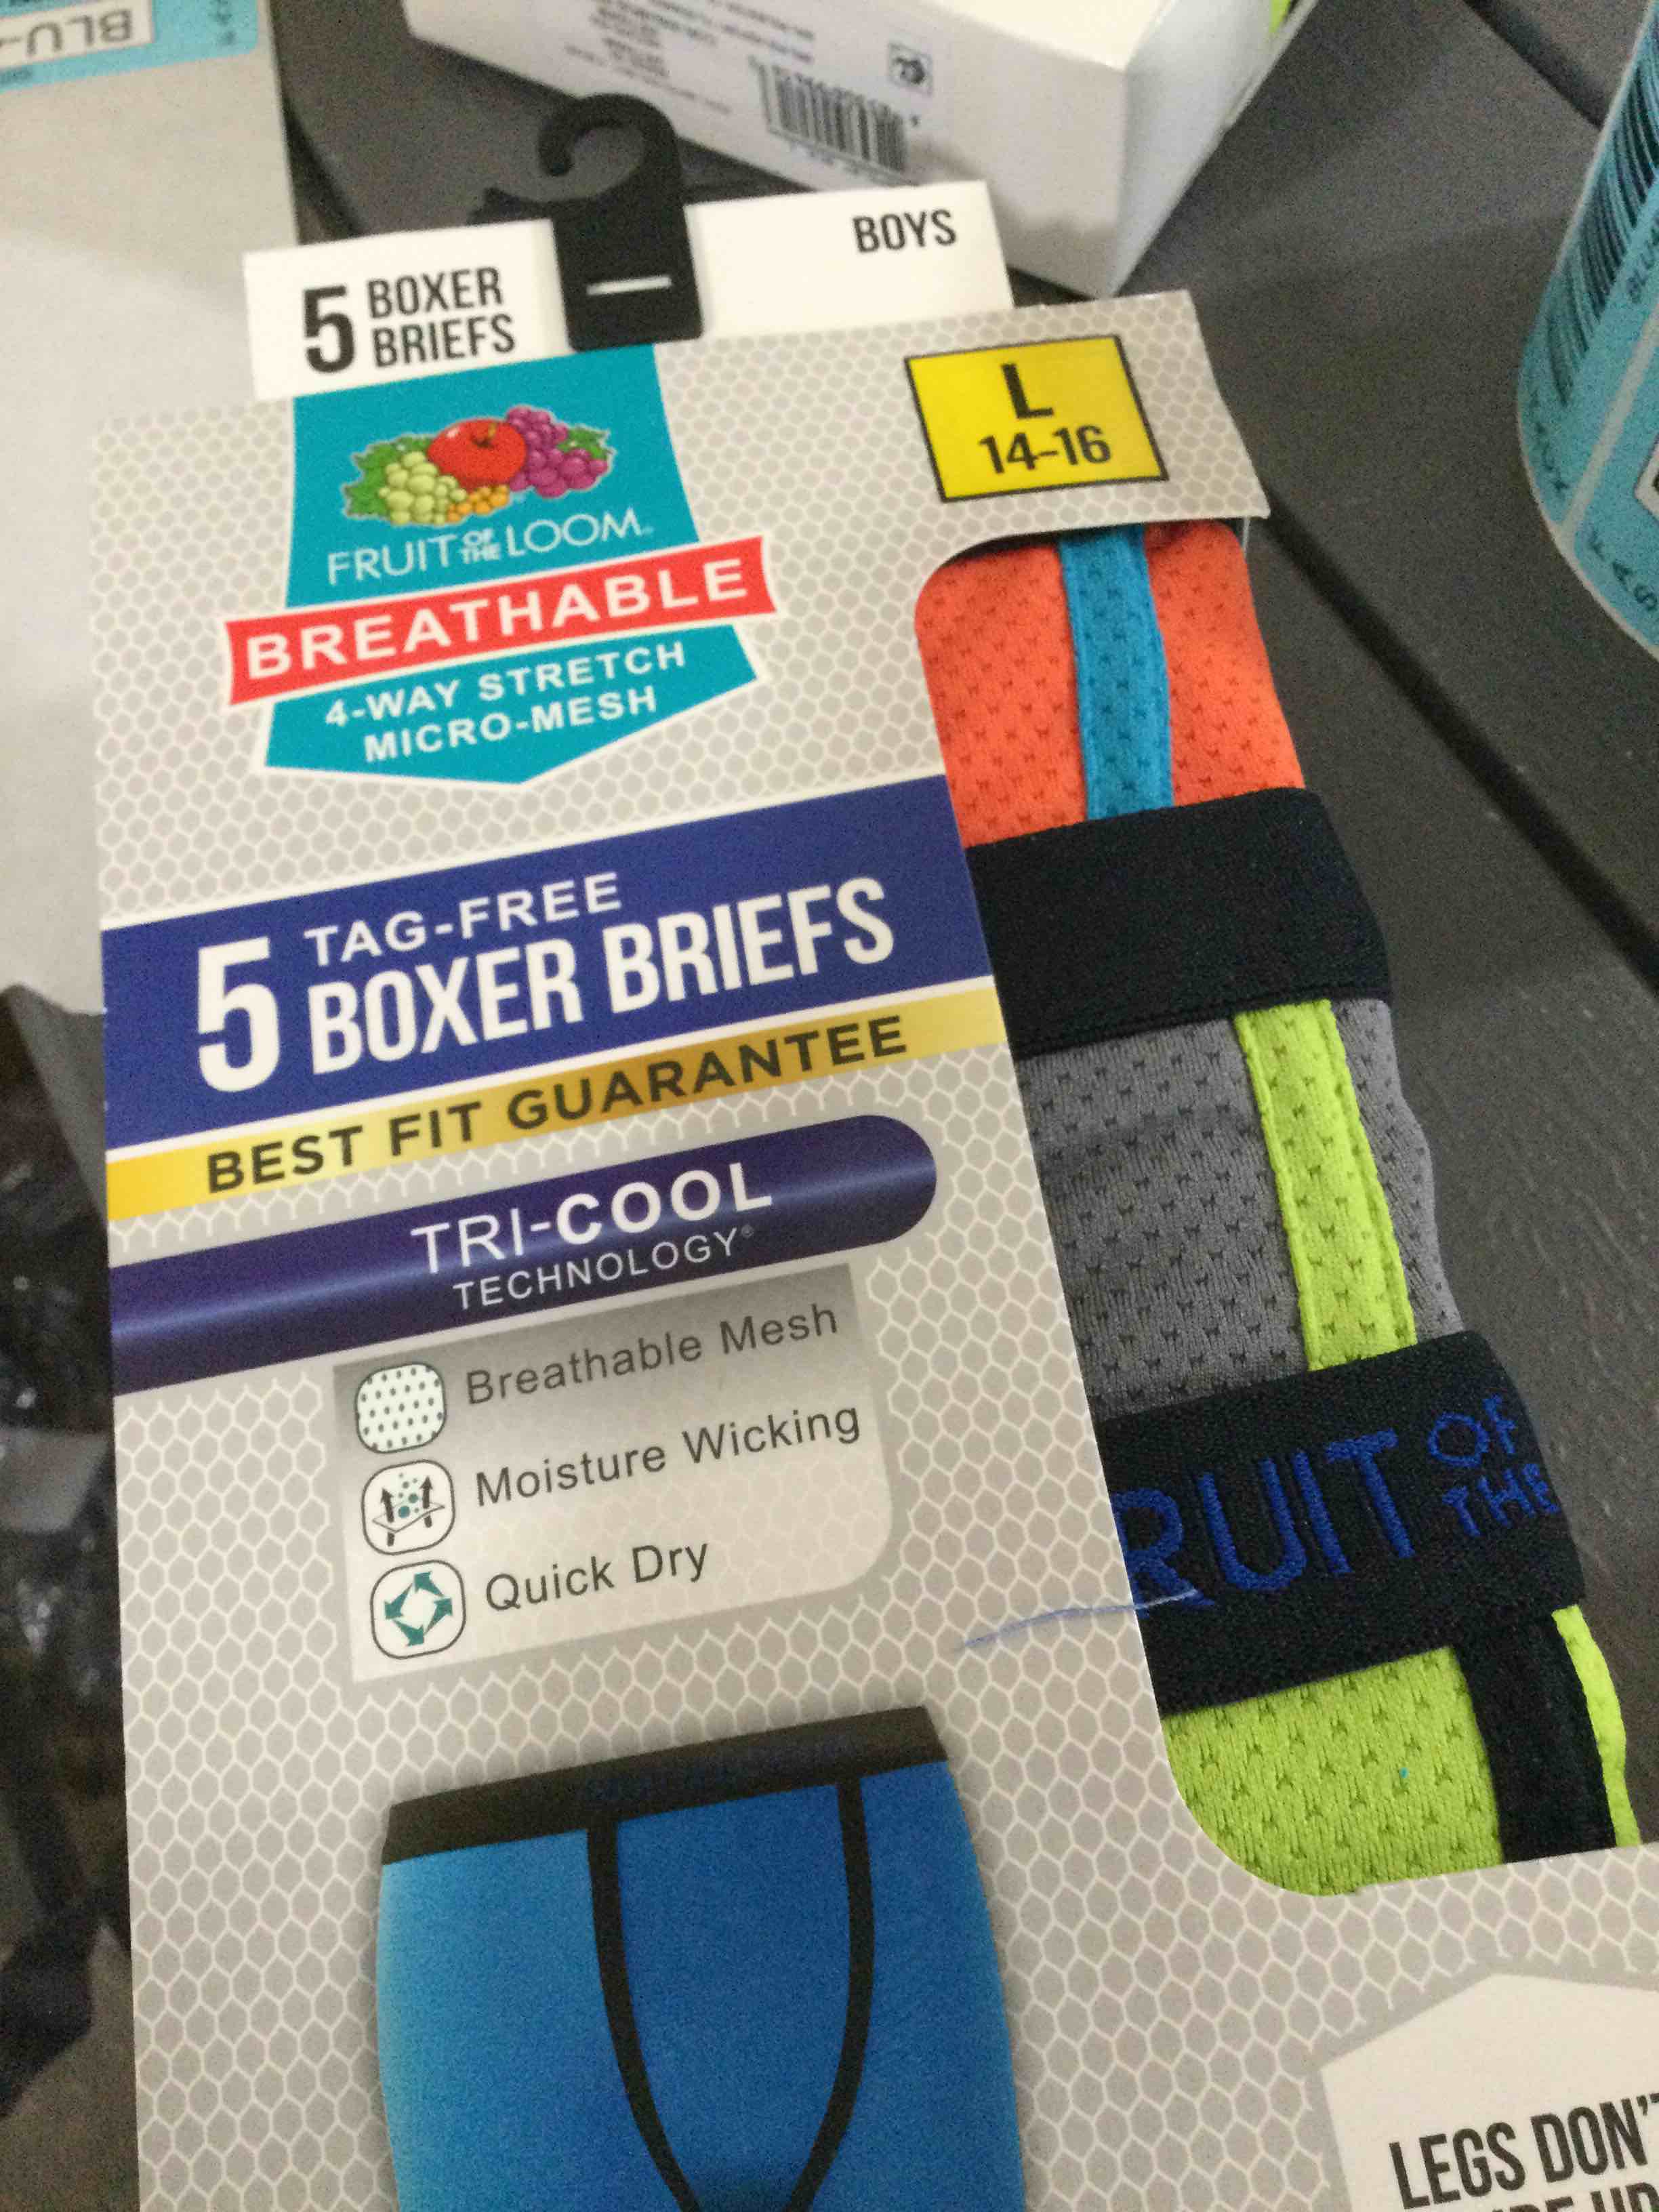 5 BOXER
BRIEFS
BOYS
L
14-16
FRUIT OF THE LOOM
BREATHABLE
4-WAY STRETCH
MICRO-MESH
5 TAG-FREE
BOXER BRIEFS
BEST FIT GUARANTEE
TRI-COOL
TECHNOLOGY®
Breathable Mesh
Moisture Wicking
Quick Dry
RUIT OF
THE
LEGS DON'T
BLU-